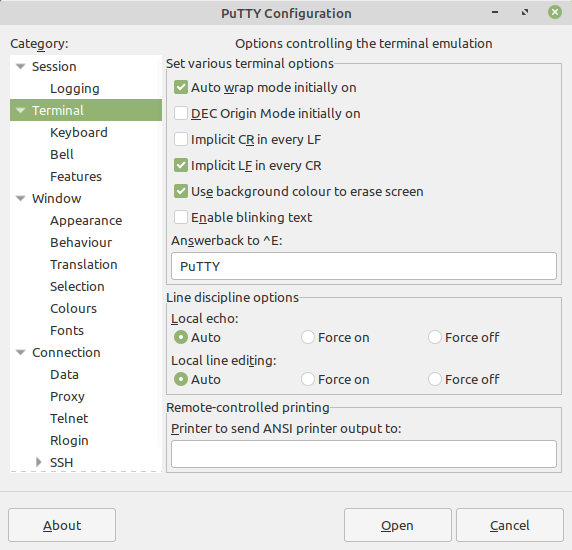 PuTTY Configuration
Category:
Session
Logging
Terminal
Keyboard
Bell
Features
Window
Appearance
Behaviour
Translation
Selection
Colours
Fonts
Connection
Data
Proxy
Telnet
Rlogin
SSH
Options controlling the terminal emulation
Set various terminal options
Auto wrap mode initially on
DEC Origin Mode initially on
Implicit CR in every LF
Implicit LF in every CR
Use background colour to erase screen
Enable blinking text
Answerback to ^E:
PuTTY
Line discipline options
Local echo:
Auto Force on Force off
Local line editing:
Auto Force on Force off
Remote-controlled printing
Printer to send ANSI printer output to:
About Open Cancel